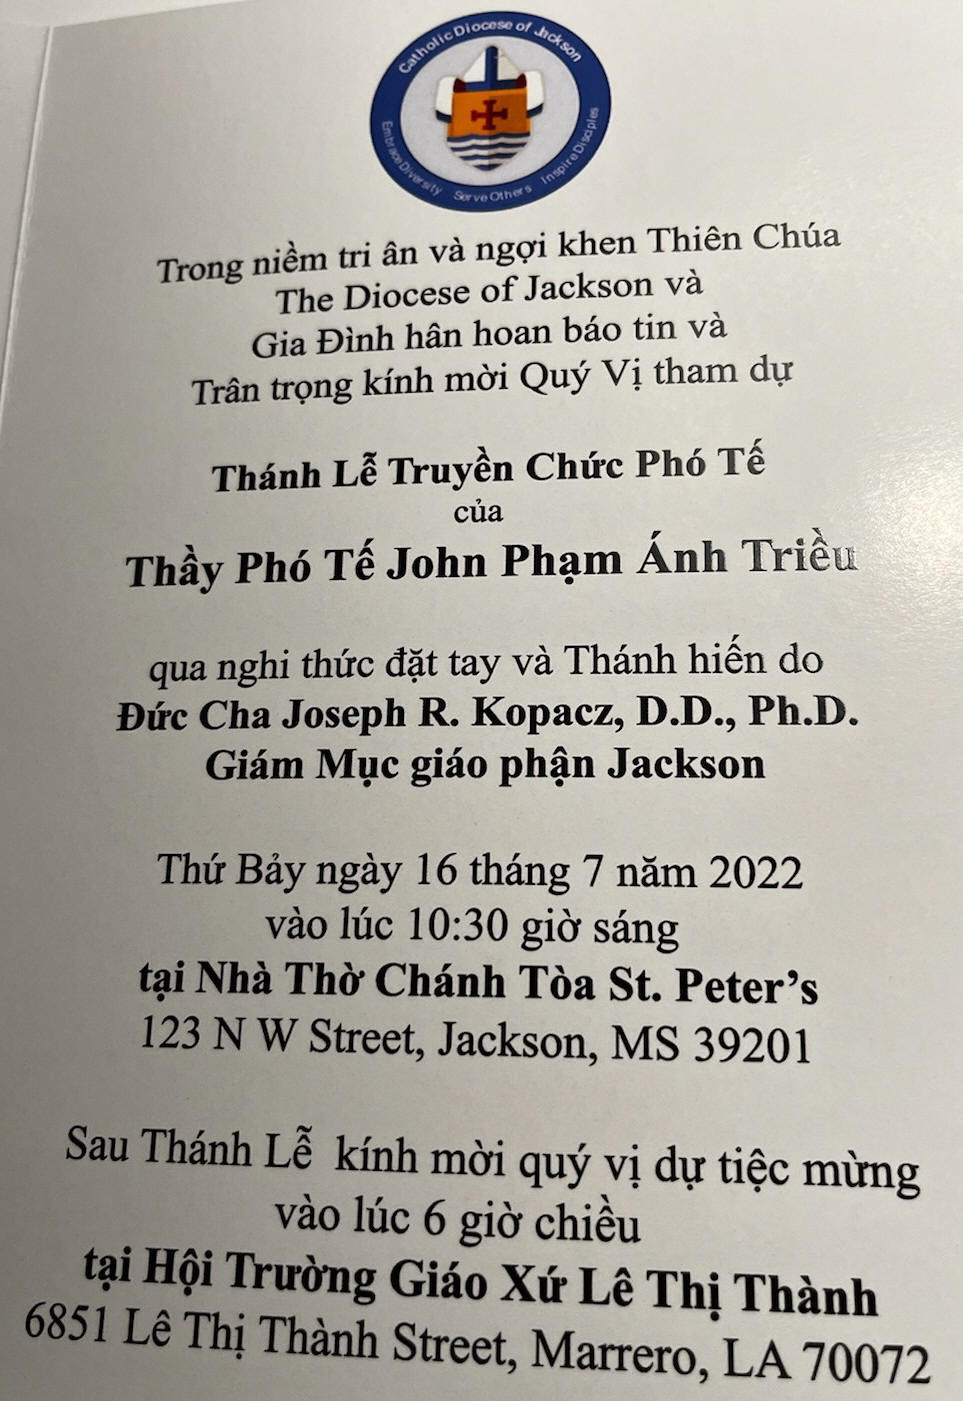 Catholic Diocese of Jackson
Embrace Diversity Serve Others Inspire Disciples
Trong niềm tri ân và ngợi khen Thiên Chúa
The Diocese of Jackson và
Gia Đình hân hoan báo tin và
Trân trọng kính mời Quý Vị tham dự
Thánh Lễ Truyền Chức Phó Tế
của
Thầy Phó Tế John Phạm Ánh Triều
qua nghi thức đặt tay và Thánh hiến do
Đức Cha Joseph R. Kopacz, D.D., Ph.D.
Giám Mục giáo phận Jackson
Thứ Bảy ngày 16 tháng 7 năm 2022
vào lúc 10:30 giờ sáng
tại Nhà Thờ Chánh Tòa St. Peter’s
123 N W Street, Jackson, MS 39201
Sau Thánh Lễ kính mời quý vị dự tiệc mừng
vào lúc 6 giờ chiều
tại Hội Trường Giáo Xứ Lê Thị Thành
6851 Lê Thị Thành Street, Marrero, LA 70072